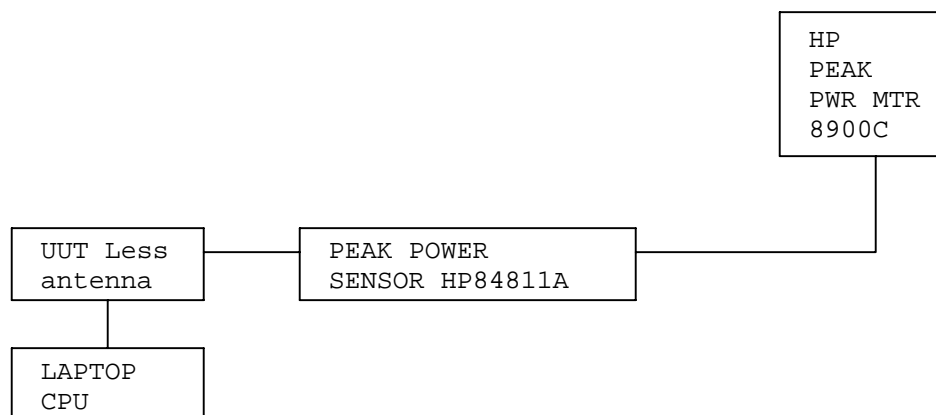 HP
PEAK
PWR MTR
8900C
UUT Less
antenna
PEAK POWER
SENSOR HP84811A
LAPTOP
CPU